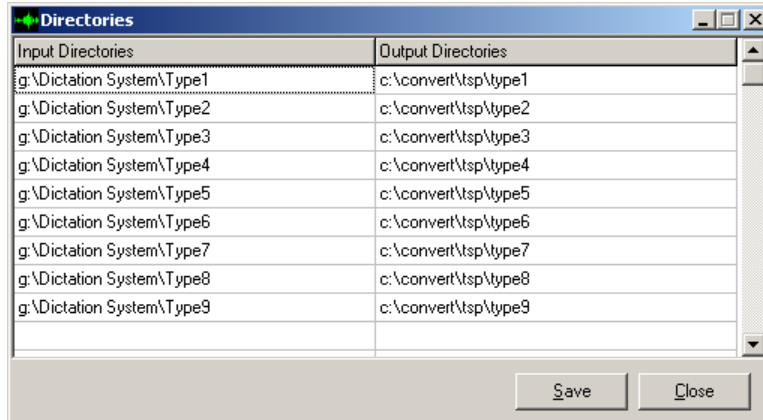 Directories
Input Directories Output Directories
g:\Dictation System\Type1 c:\convert\tsp\type1
g:\Dictation System\Type2 c:\convert\tsp\type2
g:\Dictation System\Type3 c:\convert\tsp\type3
g:\Dictation System\Type4 c:\convert\tsp\type4
g:\Dictation System\Type5 c:\convert\tsp\type5
g:\Dictation System\Type6 c:\convert\tsp\type6
g:\Dictation System\Type7 c:\convert\tsp\type7
g:\Dictation System\Type8 c:\convert\tsp\type8
g:\Dictation System\Type9 c:\convert\tsp\type9
Save Close